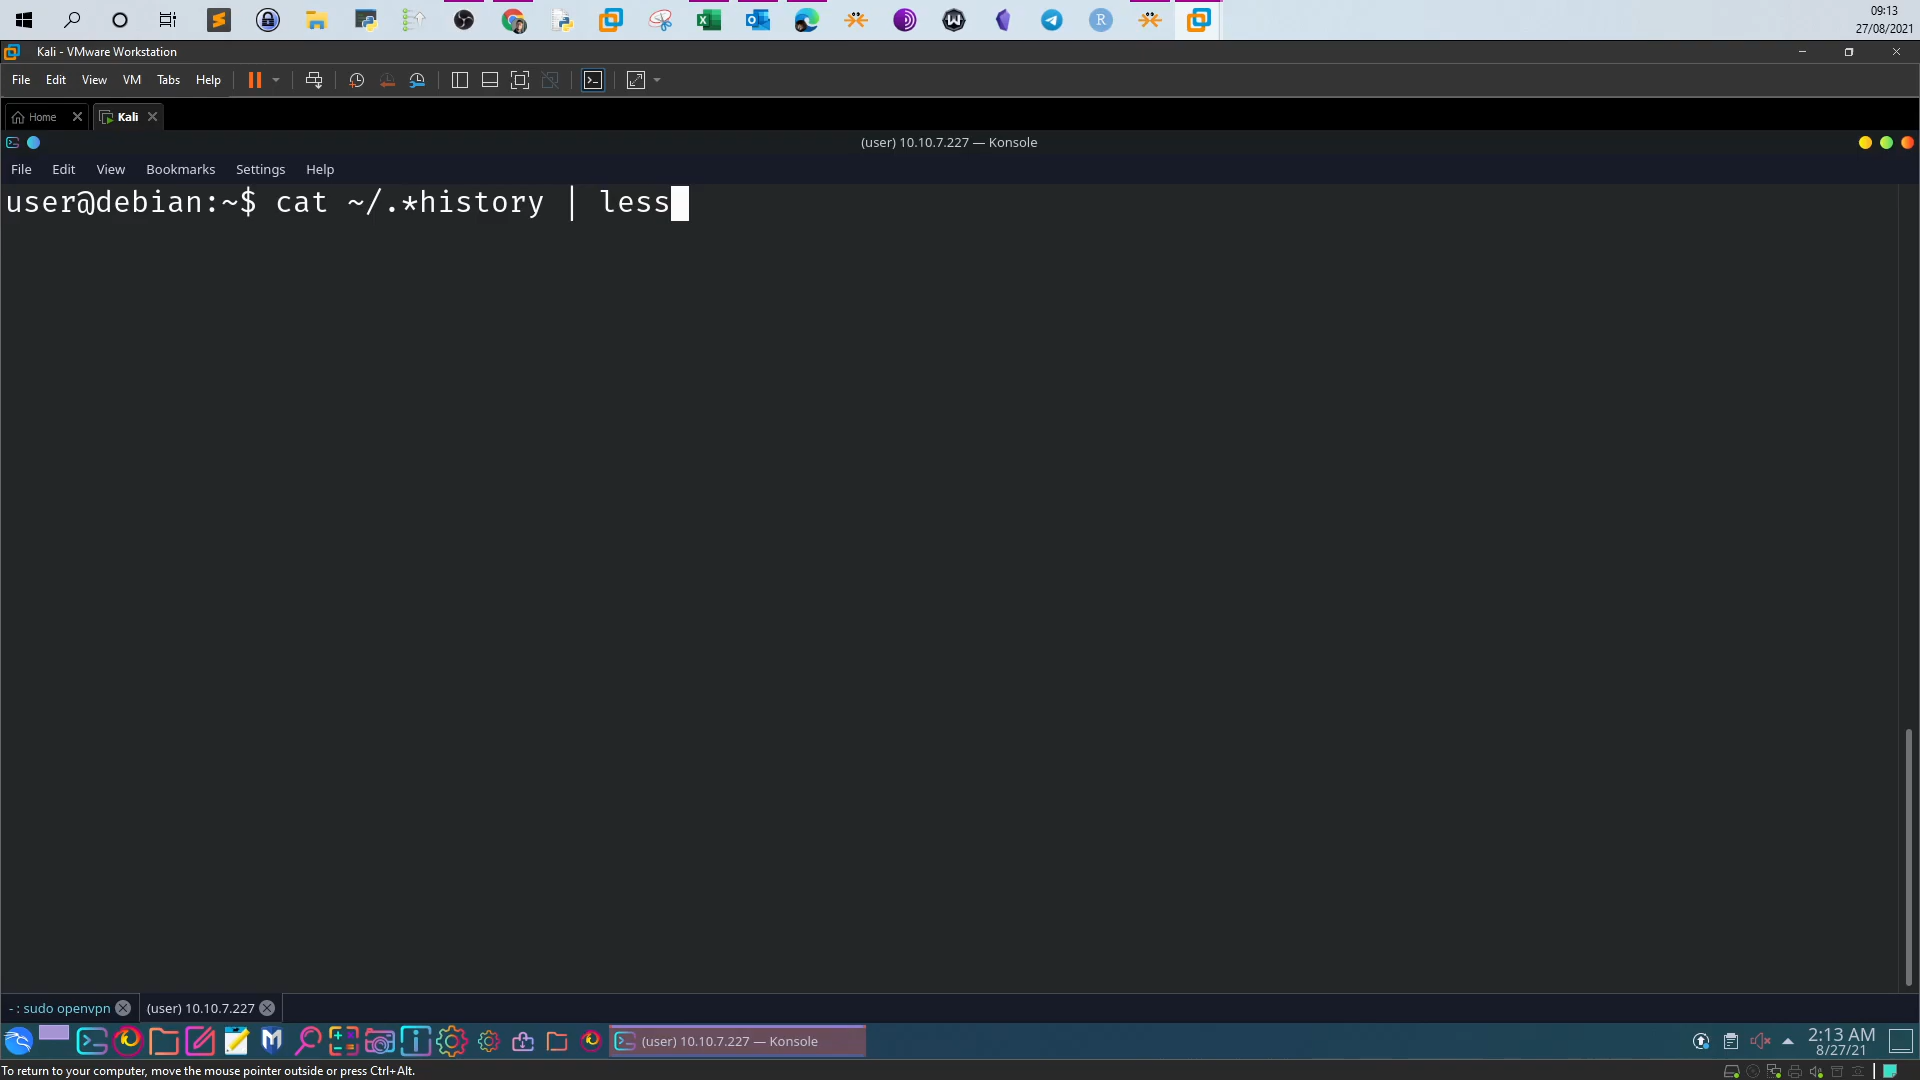 09:13
27/08/2021
Kali - VMware Workstation
File Edit View VM Tabs Help
Home Kali
(user) 10.10.7.227 — Konsole
File Edit View Bookmarks Settings Help
user@debian:~$ cat ~/.*history | less
- : sudo openvpn (user) 10.10.7.227
(user) 10.10.7.227 — Konsole
2:13 AM
8/27/21
To return to your computer, move the mouse pointer outside or press Ctrl+Alt.